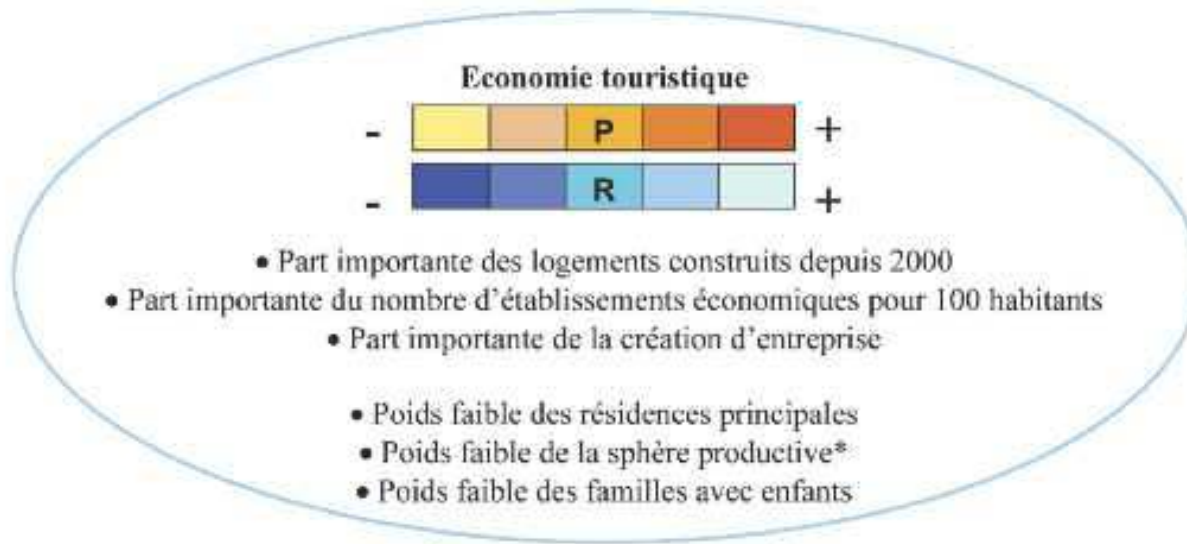 Economie touristique
- P +
- R +
• Part importante des logements construits depuis 2000
• Part importante du nombre d'établissements économiques pour 100 habitants
• Part importante de la création d'entreprise
• Poids faible des résidences principales
• Poids faible de la sphère productive*
• Poids faible des familles avec enfants